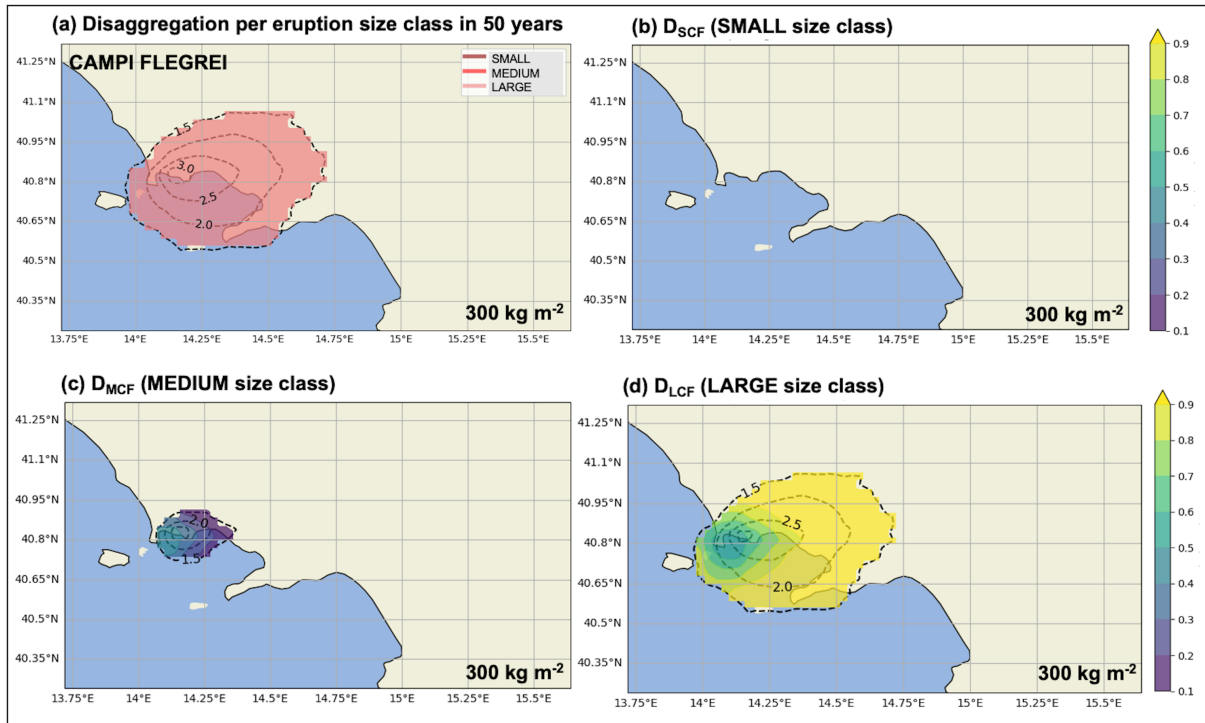 (a) Disaggregation per eruption size class in 50 years
CAMPI FLEGREI
SMALL
MEDIUM
LARGE
41.25°N
41.1°N
40.95°N
40.8°N
40.65°N
40.5°N
40.35°N
1.5
3.0
2.5
2.0
300 kg m-2
13.75°E 14°E 14.25°E 14.5°E 14.75°E 15°E 15.25°E 15.5°E
(b) DSCF (SMALL size class)
41.25°N
41.1°N
40.95°N
40.8°N
40.65°N
40.5°N
40.35°N
300 kg m-2
13.75°E 14°E 14.25°E 14.5°E 14.75°E 15°E 15.25°E 15.5°E
0.9
0.8
0.7
0.6
0.5
0.4
0.3
0.2
0.1
(c) DMCF (MEDIUM size class)
41.25°N
41.1°N
40.95°N
40.8°N
40.65°N
40.5°N
40.35°N
2.0
1.5
300 kg m-2
13.75°E 14°E 14.25°E 14.5°E 14.75°E 15°E 15.25°E 15.5°E
(d) DLCF (LARGE size class)
41.25°N
41.1°N
40.95°N
40.8°N
40.65°N
40.5°N
40.35°N
1.5
2.5
2.0
300 kg m-2
13.75°E 14°E 14.25°E 14.5°E 14.75°E 15°E 15.25°E 15.5°E
0.9
0.8
0.7
0.6
0.5
0.4
0.3
0.2
0.1